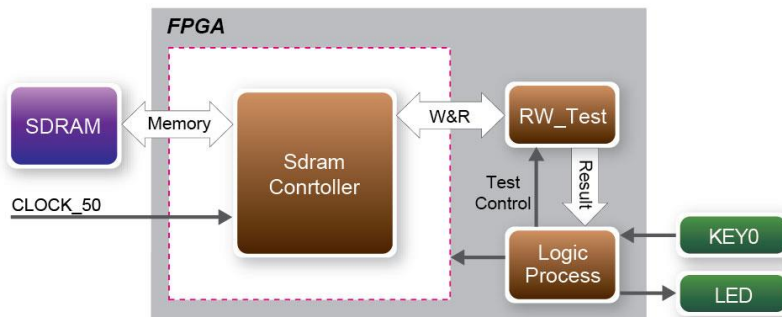 FPGA
SDRAM
Memory
Sdram
Conrtoller
W&R
RW_Test
CLOCK_50
Test
Control
Result
Logic
Process
KEY0
LED